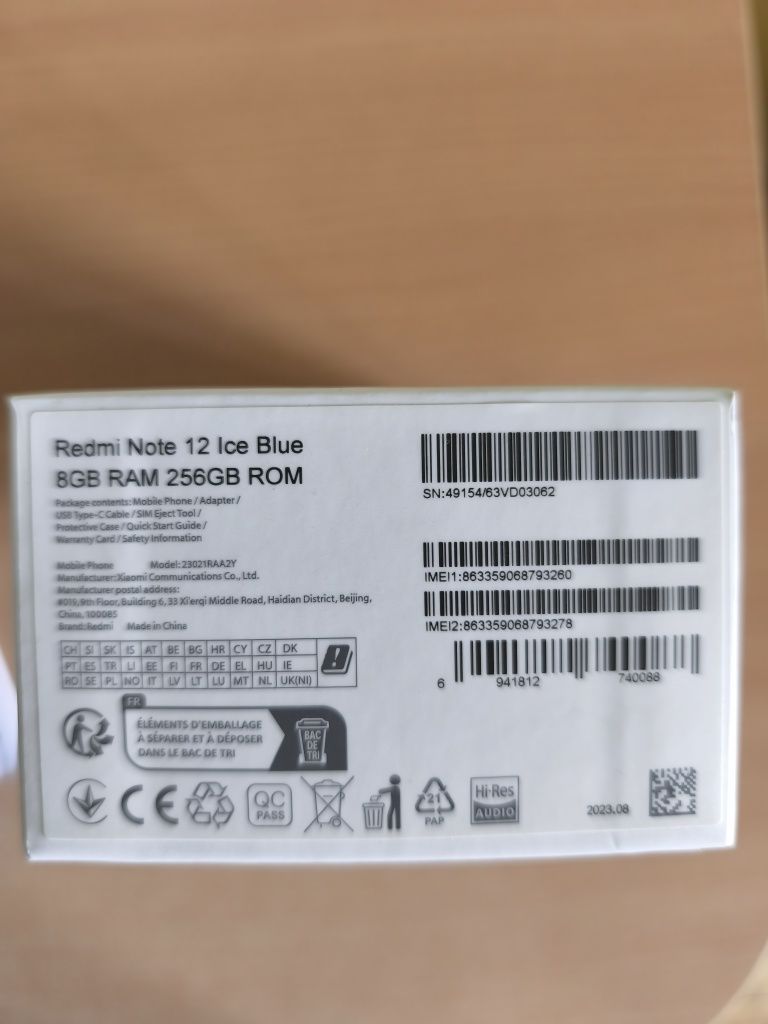 Redmi Note 12 Ice Blue
8GB RAM 256GB ROM
Package contents: Mobile Phone / Adapter /
USB Type-C Cable / SIM Eject Tool /
Protective Case / Quick Start Guide /
Warranty Card / Safety Information
Mobile Phone Model: 23021RAA2Y
Manufacturer: Xiaomi Communications Co., Ltd.
Manufacturer postal address:
#019, 9th Floor, Building 6, 33 Xi'erqi Middle Road, Haidian District, Beijing,
China, 100085
Brand: Redmi Made in China
CH SI SK IS AT BE BG HR CY CZ DK
PT ES TR LI EE FI FR DE EL HU IE
RO SE PL NO IT LV LT LU MT NL UK(NI)
FR
ÉLÉMENTS D'EMBALLAGE
À SÉPARER ET À DÉPOSER
DANS LE BAC DE TRI
BAC
DE
TRI
CE
QC
PASS
21
PAP
Hi-Res
AUDIO
SN:49154/63VD03062
IMEI1:863359068793260
IMEI2:863359068793278
6 941812 740088
2023.08